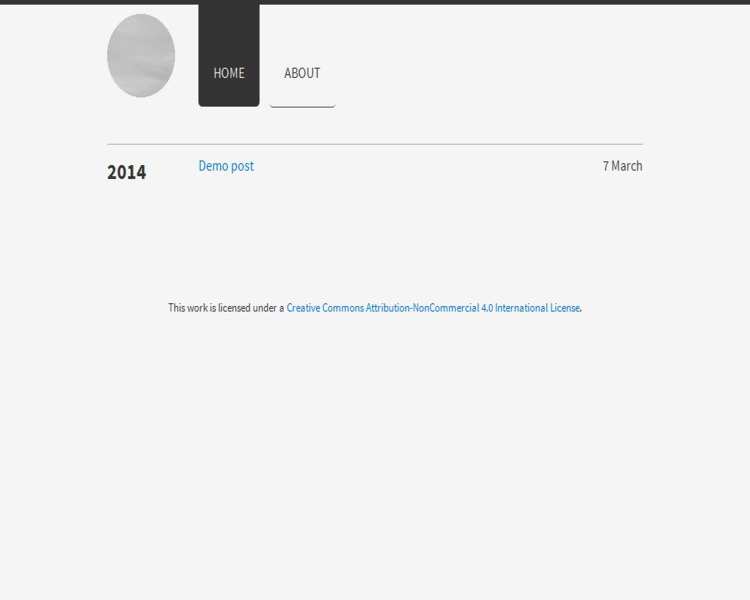 HOME ABOUT
2014 Demo post 7 March
This work is licensed under a Creative Commons Attribution-NonCommercial 4.0 International License.